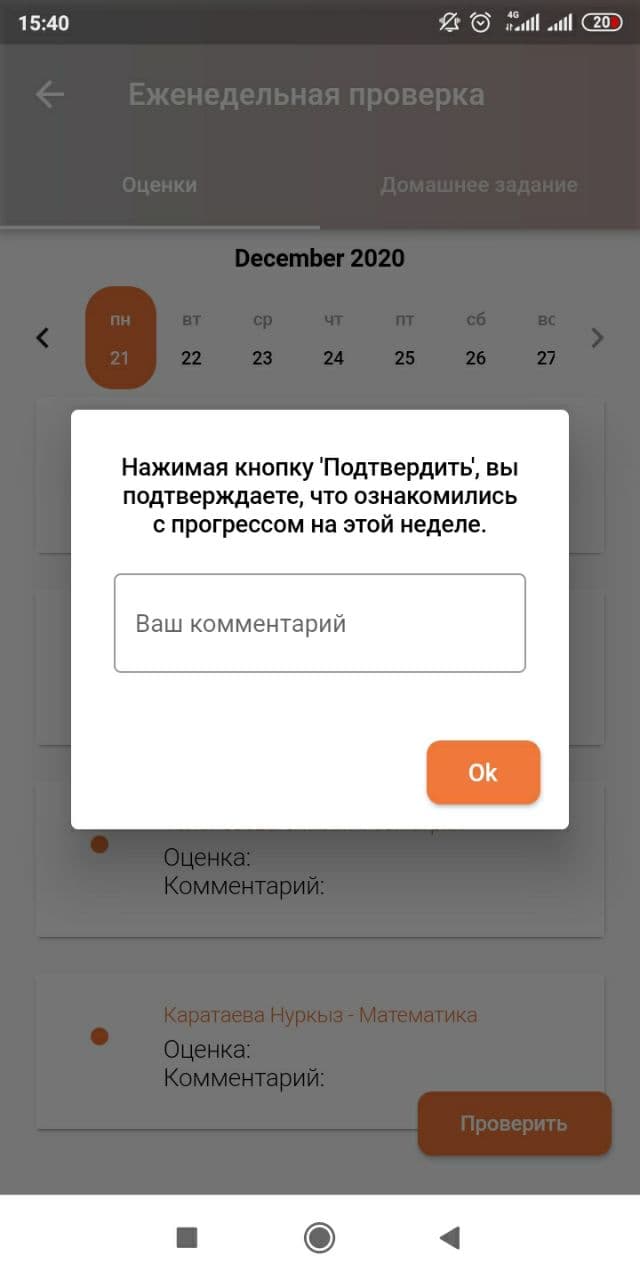 15:40
4G
20
Еженедельная проверка
Оценки
Домашнее задание
December 2020
пн вт ср чт пт сб вс
21 22 23 24 25 26 27
Нажимая кнопку 'Подтвердить', вы
подтверждаете, что ознакомились
с прогрессом на этой неделе.
Ваш комментарий
Ok
Оценка:
Комментарий:
Каратаева Нуркыз - Математика
Оценка:
Комментарий:
Проверить